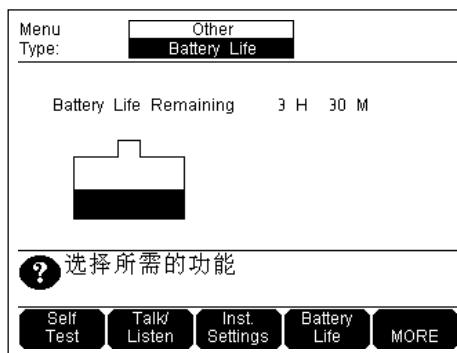 Menu Other
Type: Battery Life
Battery Life Remaining 3 H 30 M
?选择所需的功能
Self Test Talk/ Listen Inst. Settings Battery Life MORE